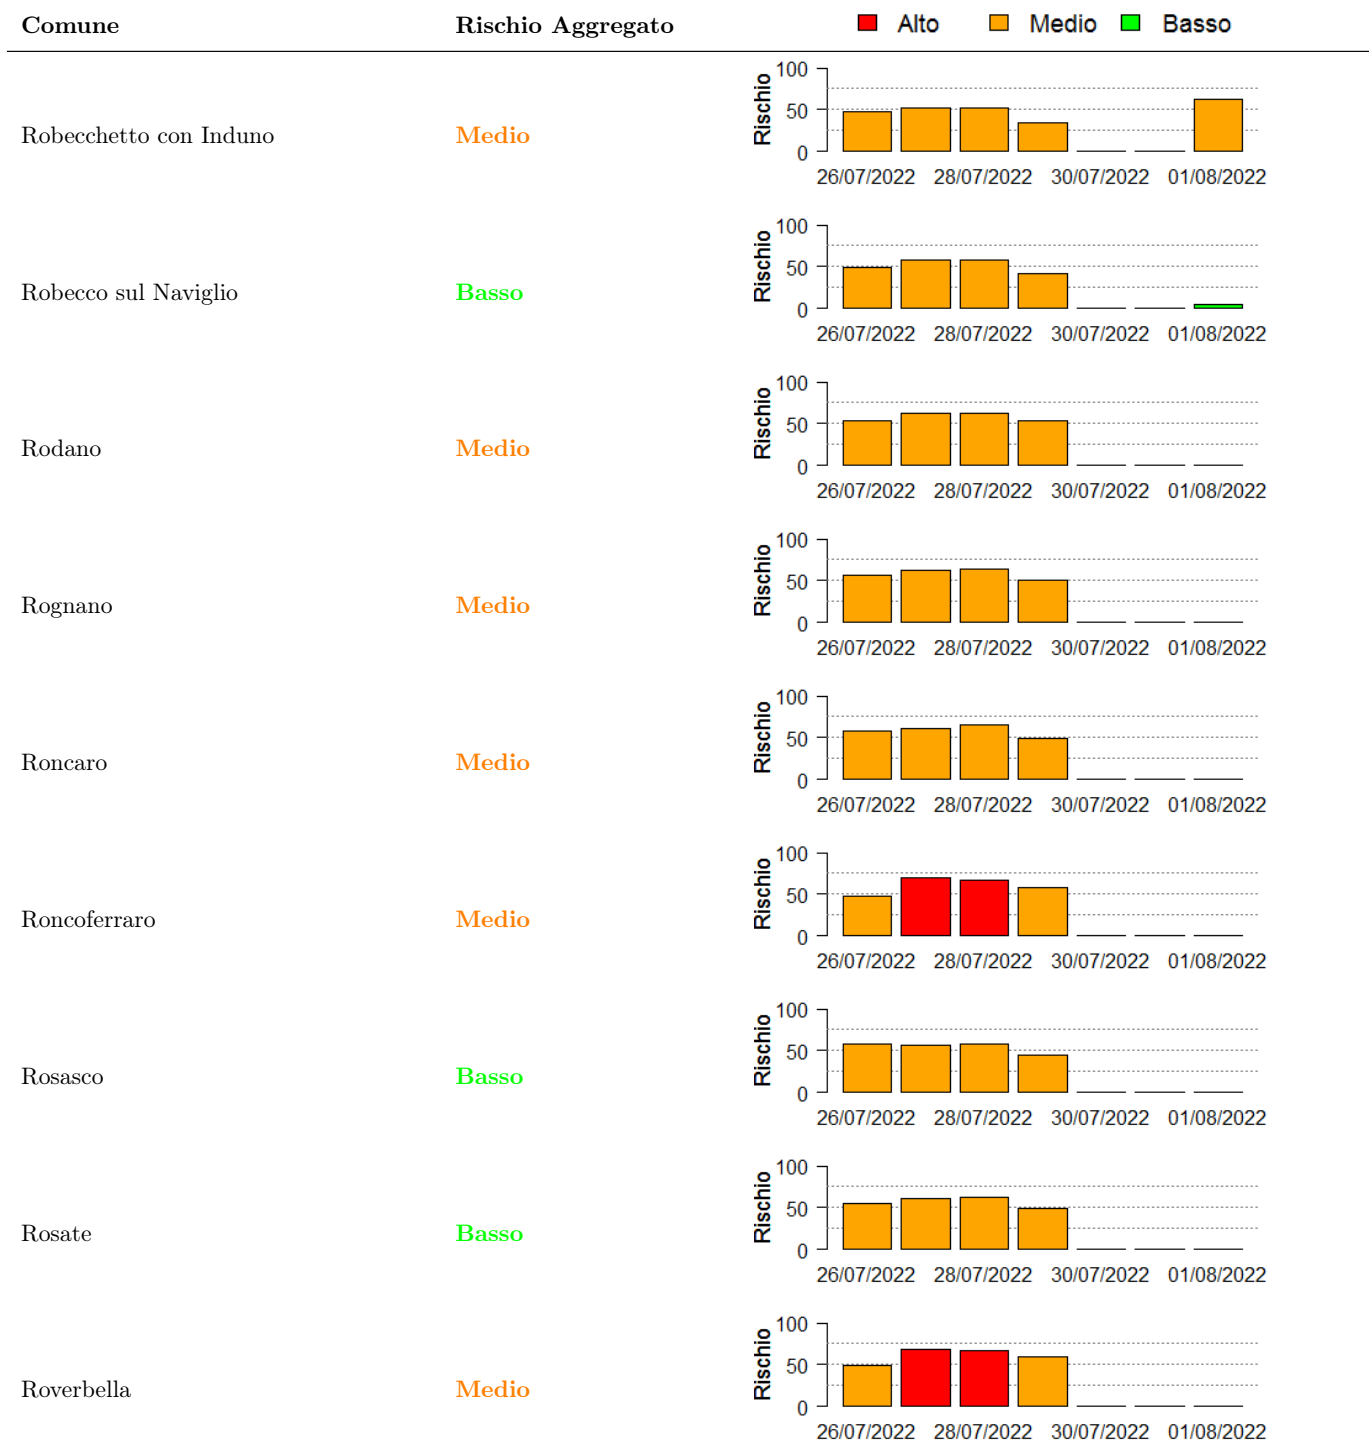 Comune Rischio Aggregato Alto Medio Basso
Robecchetto con Induno Medio
Rischio
100
50
0
26/07/2022 28/07/2022 30/07/2022 01/08/2022
Robecco sul Naviglio Basso
Rischio
100
50
0
26/07/2022 28/07/2022 30/07/2022 01/08/2022
Rodano Medio
Rischio
100
50
0
26/07/2022 28/07/2022 30/07/2022 01/08/2022
Rognano Medio
Rischio
100
50
0
26/07/2022 28/07/2022 30/07/2022 01/08/2022
Roncaro Medio
Rischio
100
50
0
26/07/2022 28/07/2022 30/07/2022 01/08/2022
Roncoferraro Medio
Rischio
100
50
0
26/07/2022 28/07/2022 30/07/2022 01/08/2022
Rosasco Basso
Rischio
100
50
0
26/07/2022 28/07/2022 30/07/2022 01/08/2022
Rosate Basso
Rischio
100
50
0
26/07/2022 28/07/2022 30/07/2022 01/08/2022
Roverbella Medio
Rischio
100
50
0
26/07/2022 28/07/2022 30/07/2022 01/08/2022